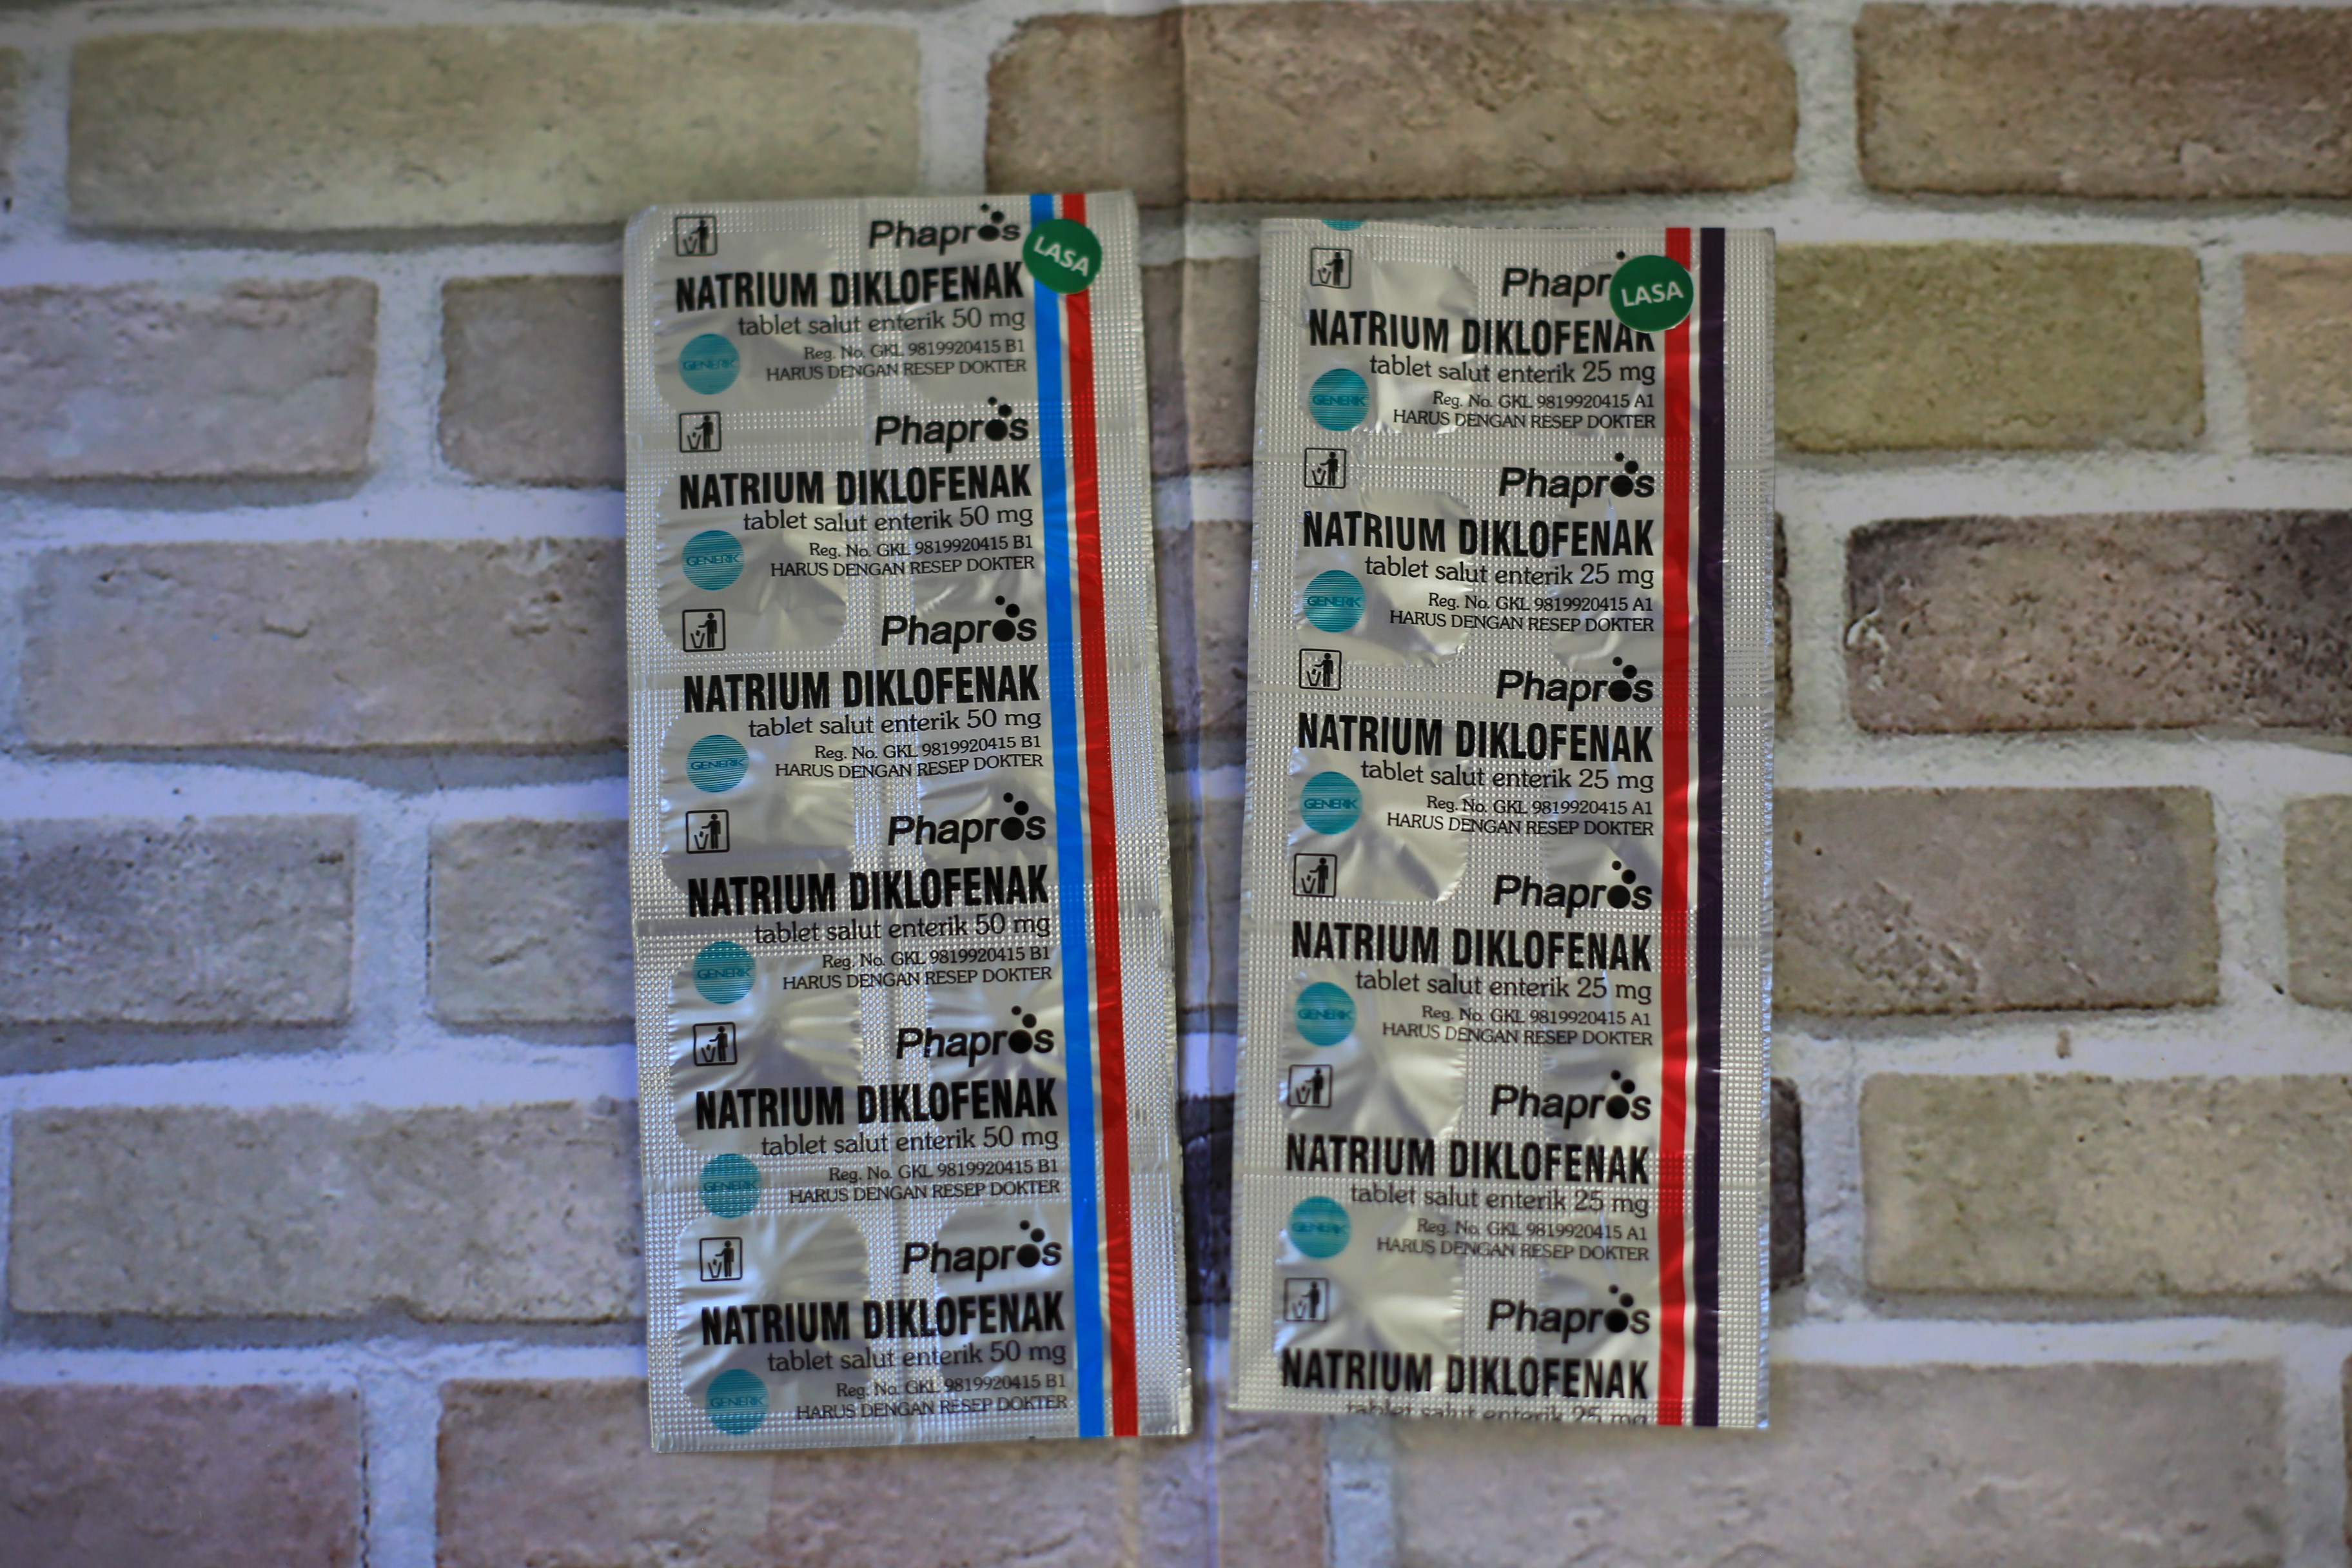 Phapros
LASA
NATRIUM DIKLOFENAK
tablet salut enterik 50 mg
GENERIK
Reg. No. GKL 9819920415 B1
HARUS DENGAN RESEP DOKTER
Phapros
NATRIUM DIKLOFENAK
tablet salut enterik 50 mg
GENERIK
Reg. No. GKL 9819920415 B1
HARUS DENGAN RESEP DOKTER
Phapros
NATRIUM DIKLOFENAK
tablet salut enterik 50 mg
GENERIK
Reg. No. GKL 9819920415 B1
HARUS DENGAN RESEP DOKTER
Phapros
NATRIUM DIKLOFENAK
tablet salut enterik 50 mg
GENERIK
Reg. No. GKL 9819920415 B1
HARUS DENGAN RESEP DOKTER
Phapros
NATRIUM DIKLOFENAK
tablet salut enterik 50 mg
GENERIK
Reg. No. GKL 9819920415 B1
HARUS DENGAN RESEP DOKTER
Phapros
NATRIUM DIKLOFENAK
tablet salut enterik 50 mg
GENERIK
Reg. No. GKL 9819920415 B1
HARUS DENGAN RESEP DOKTER
Phapr
LASA
NATRIUM DIKLOFENAK
tablet salut enterik 25 mg
GENERIK
Reg. No. GKL 9819920415 A1
HARUS DENGAN RESEP DOKTER
Phapros
NATRIUM DIKLOFENAK
tablet salut enterik 25 mg
GENERIK
Reg. No. GKL 9819920415 A1
HARUS DENGAN RESEP DOKTER
Phapros
NATRIUM DIKLOFENAK
tablet salut enterik 25 mg
GENERIK
Reg. No. GKL 9819920415 A1
HARUS DENGAN RESEP DOKTER
Phapros
NATRIUM DIKLOFENAK
tablet salut enterik 25 mg
GENERIK
Reg. No. GKL 9819920415 A1
HARUS DENGAN RESEP DOKTER
Phapros
NATRIUM DIKLOFENAK
tablet salut enterik 25 mg
GENERIK
Reg. No. GKL 9819920415 A1
HARUS DENGAN RESEP DOKTER
Phapros
NATRIUM DIKLOFENAK
tablet salut enterik 25 mg